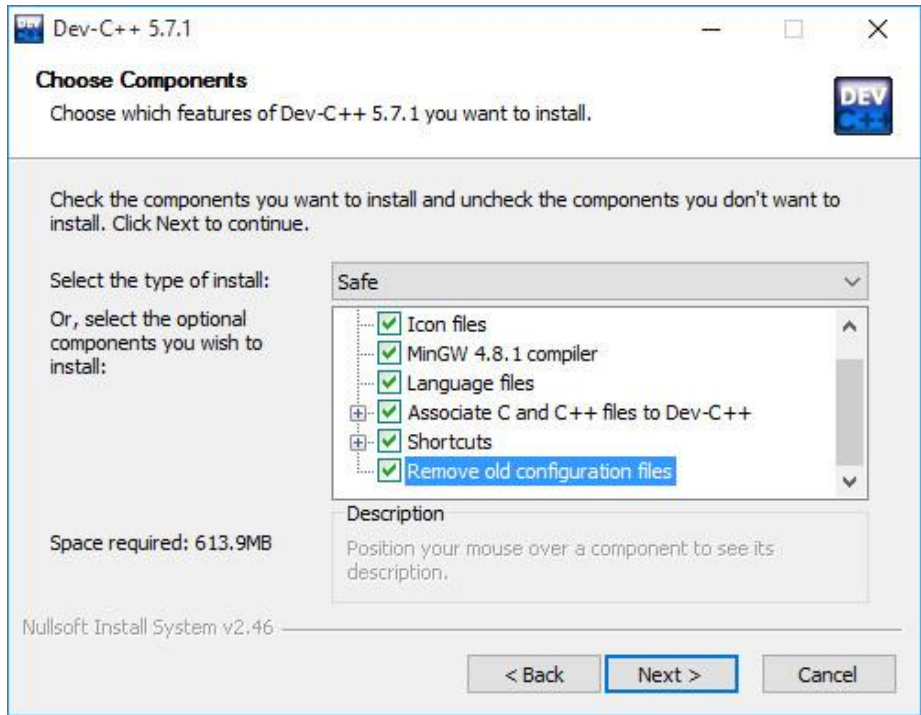 Dev-C++ 5.7.1
Choose Components
Choose which features of Dev-C++ 5.7.1 you want to install.
DEV
C++
Check the components you want to install and uncheck the components you don't want to
install. Click Next to continue.
Select the type of install:
Safe
Or, select the optional
components you wish to
install:
Icon files
MinGW 4.8.1 compiler
Language files
Associate C and C++ files to Dev-C++
Shortcuts
Remove old configuration files
Space required: 613.9MB
Description
Position your mouse over a component to see its
description.
Nullsoft Install System v2.46
< Back
Next >
Cancel